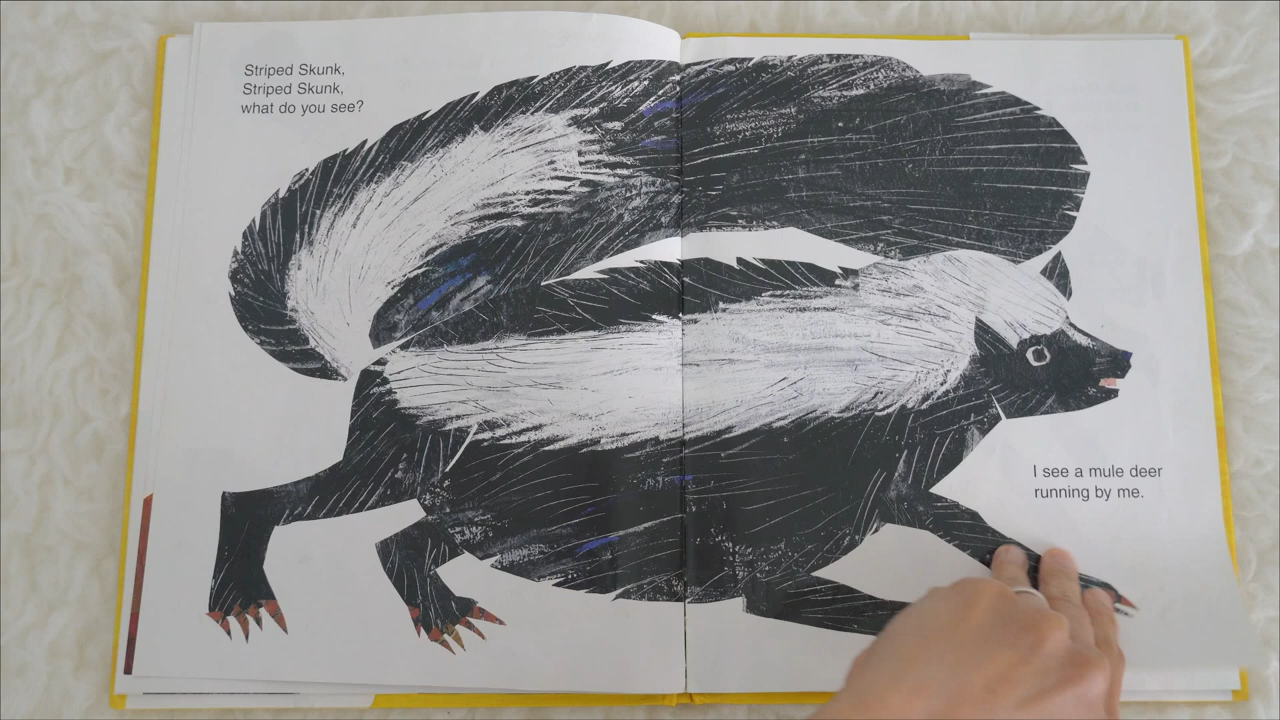 Striped Skunk,
Striped Skunk,
what do you see?
I see a mule deer
running by me.